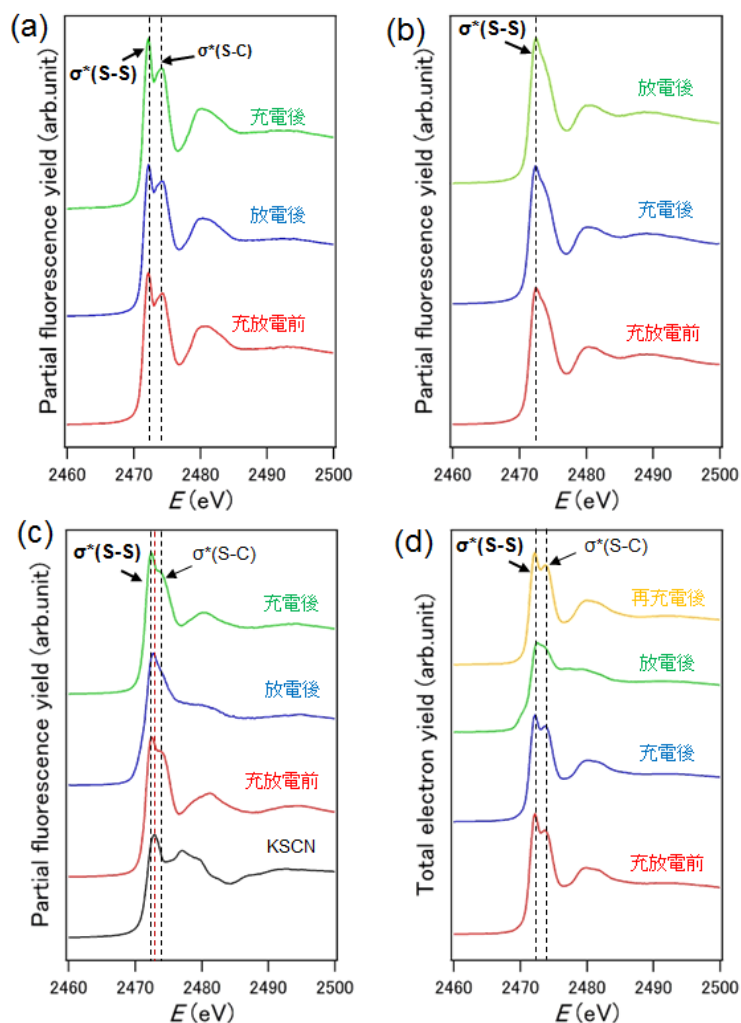 (a)
σ*(S-S)
σ*(S-C)
充電後
放電後
充放電前
Partial fluorescence yield (arb.unit)
2460 2470 2480 2490 2500
E (eV)
(b)
σ*(S-S)
放電後
充電後
充放電前
Partial fluorescence yield (arb.unit)
2460 2470 2480 2490 2500
E (eV)
(c)
σ*(S-S)
σ*(S-C)
充電後
放電後
充放電前
KSCN
Partial fluorescence yield (arb.unit)
2460 2470 2480 2490 2500
E (eV)
(d)
σ*(S-S)
σ*(S-C)
再充電後
放電後
充電後
充放電前
Total electron yield (arb.unit)
2460 2470 2480 2490 2500
E (eV)